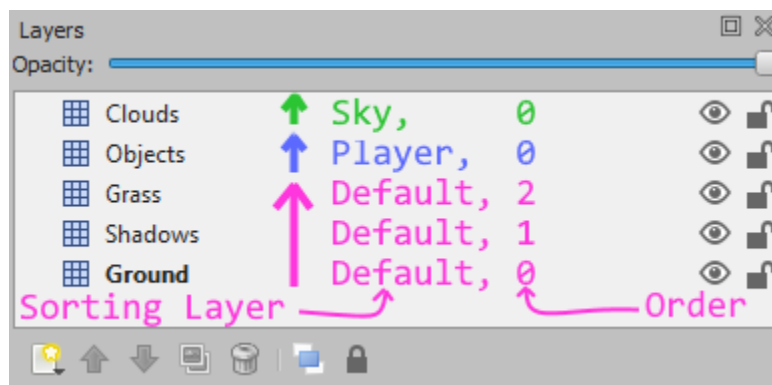 Layers
Opacity:
Clouds Sky, 0
Objects Player, 0
Grass Default, 2
Shadows Default, 1
Ground Default, 0
Sorting Layer Order